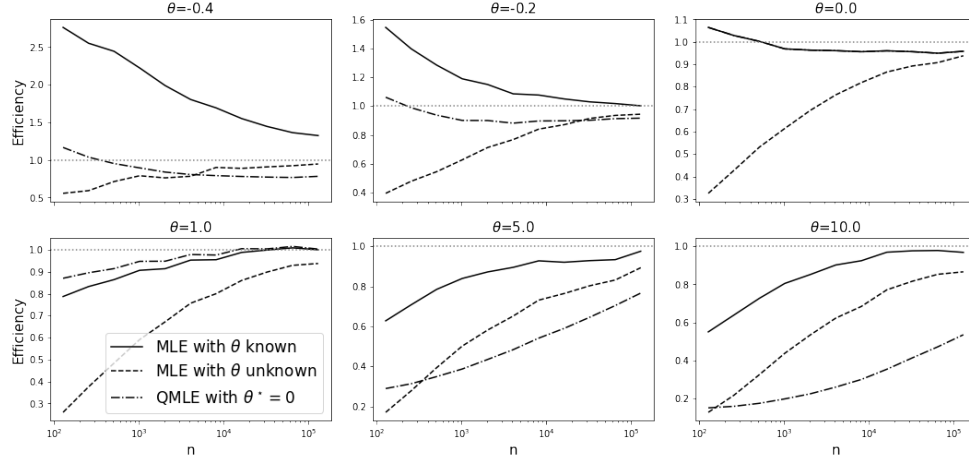 θ=-0.4
θ=-0.2
θ=0.0
Efficiency
2.5
2.0
1.5
1.0
0.5
1.6
1.4
1.2
1.0
0.8
0.6
0.4
1.1
1.0
0.9
0.8
0.7
0.6
0.5
0.4
0.3
θ=1.0
θ=5.0
θ=10.0
Efficiency
1.0
0.9
0.8
0.7
0.6
0.5
0.4
0.3
MLE with θ known
MLE with θ unknown
QMLE with θ* = 0
10² 10³ 10⁴ 10⁵
n
1.0
0.8
0.6
0.4
0.2
10² 10³ 10⁴ 10⁵
n
1.0
0.8
0.6
0.4
0.2
10² 10³ 10⁴ 10⁵
n